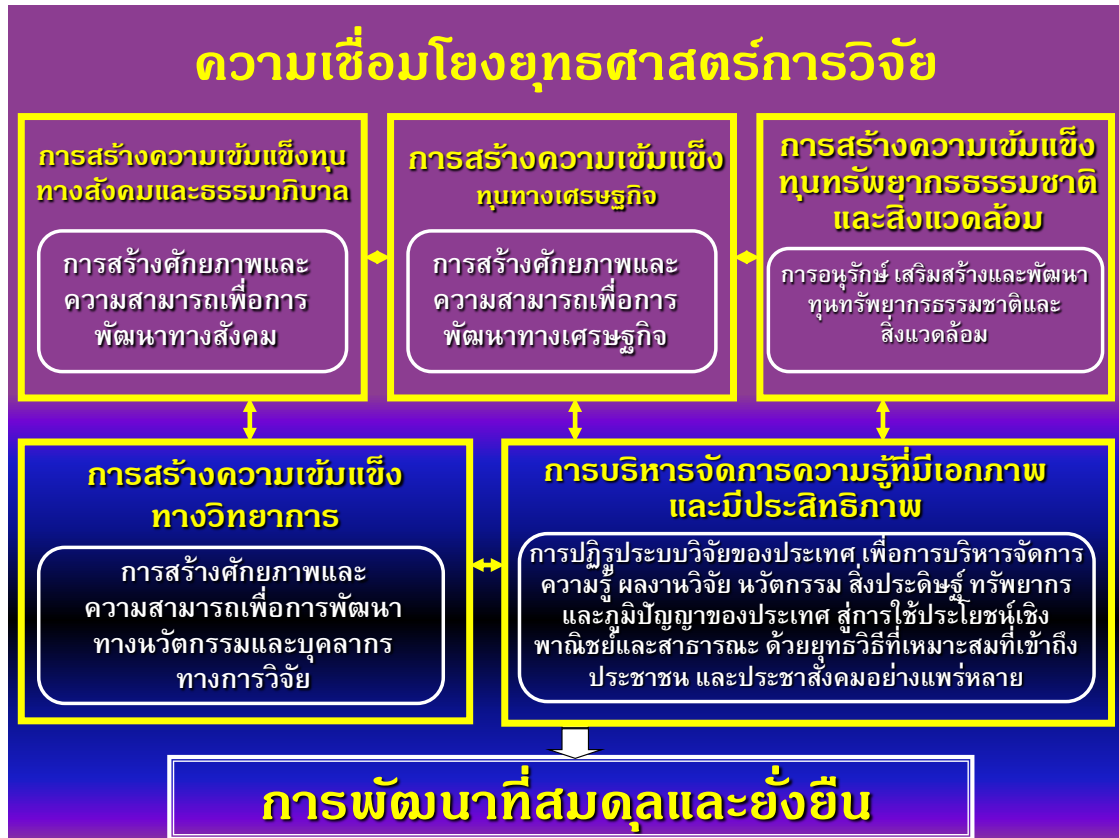 ความเชื่อมโยงยุทธศาสตร์การวิจัย
การสร้างความเข้มแข็งทุน
ทางสังคมและธรรมาภิบาล
การสร้างศักยภาพและ
ความสามารถเพื่อการ
พัฒนาทางสังคม
การสร้างความเข้มแข็ง
ทุนทางเศรษฐกิจ
การสร้างศักยภาพและ
ความสามารถเพื่อการ
พัฒนาทางเศรษฐกิจ
การสร้างความเข้มแข็ง
ทุนทรัพยากรธรรมชาติ
และสิ่งแวดล้อม
การอนุรักษ์ เสริมสร้างและพัฒนา
ทุนทรัพยากรธรรมชาติและ
สิ่งแวดล้อม
การสร้างความเข้มแข็ง
ทางวิทยาการ
การสร้างศักยภาพและ
ความสามารถเพื่อการพัฒนา
ทางนวัตกรรมและบุคลากร
ทางการวิจัย
การบริหารจัดการความรู้ที่มีเอกภาพ
และมีประสิทธิภาพ
การปฏิรูประบบวิจัยของประเทศ เพื่อการบริหารจัดการ
ความรู้ ผลงานวิจัย นวัตกรรม สิ่งประดิษฐ์ ทรัพยากร
และภูมิปัญญาของประเทศ สู่การใช้ประโยชน์เชิง
พาณิชย์และสาธารณะ ด้วยยุทธวิธีที่เหมาะสมที่เข้าถึง
ประชาชน และประชาสังคมอย่างแพร่หลาย
การพัฒนาที่สมดุลและยั่งยืน